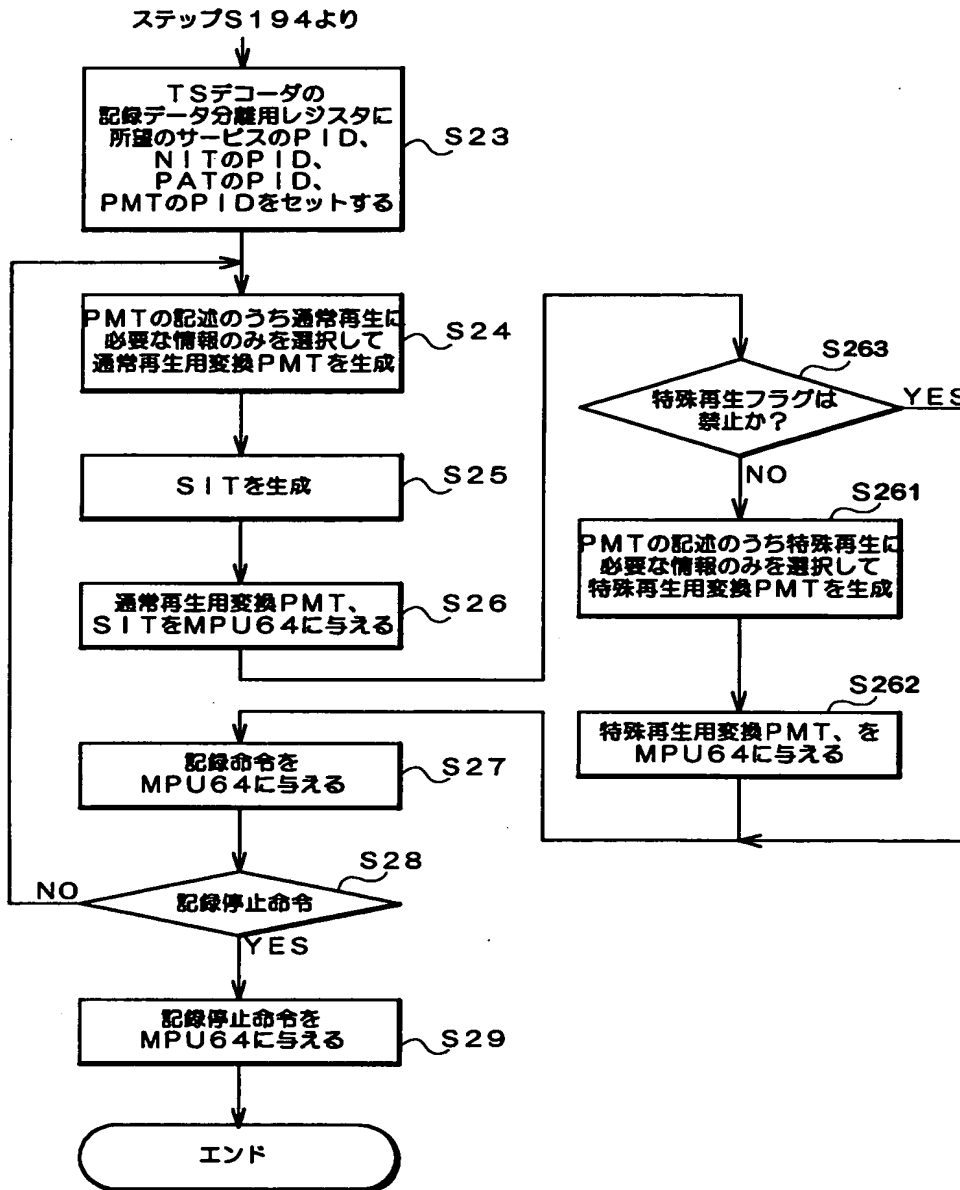 ステップS194より
TSデコーダの
記録データ分離用レジスタに
所望のサービスのPID、
NITのPID、
PATのPID、
PMTのPIDをセットする
S23
PMTの記述のうち通常再生に
必要な情報のみを選択して
通常再生用変換PMTを生成
S24
SITを生成
S25
通常再生用変換PMT、
SITをMPU64に与える
S26
特殊再生フラグは
禁止か?
S263
YES
NO
PMTの記述のうち特殊再生に
必要な情報のみを選択して
特殊再生用変換PMTを生成
S261
特殊再生用変換PMT、を
MPU64に与える
S262
記録命令を
MPU64に与える
S27
記録停止命令
S28
NO
YES
記録停止命令を
MPU64に与える
S29
エンド